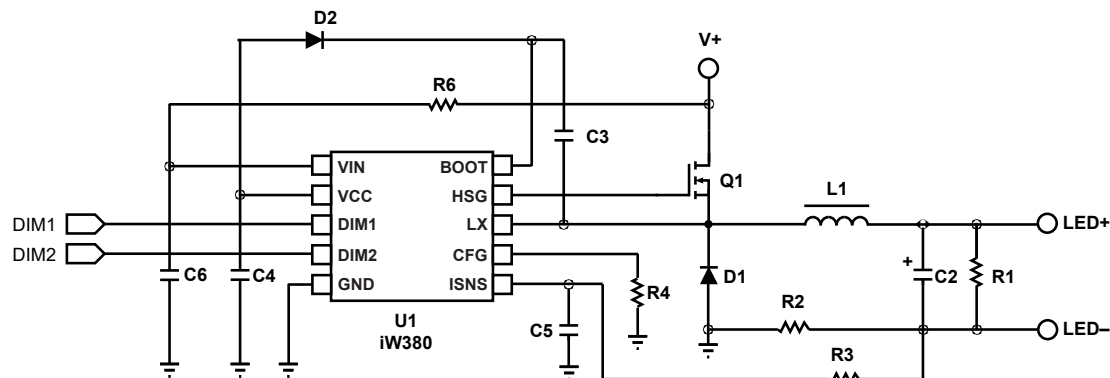 D2
V+
R6
C3
VIN
BOOT
Q1
VCC
HSG
L1
DIM1
DIM1
LX
LED+
DIM2
DIM2
CFG
C6
C4
GND
ISNS
R4
D1
+
C2
R1
U1
iW380
C5
R2
LED–
R3